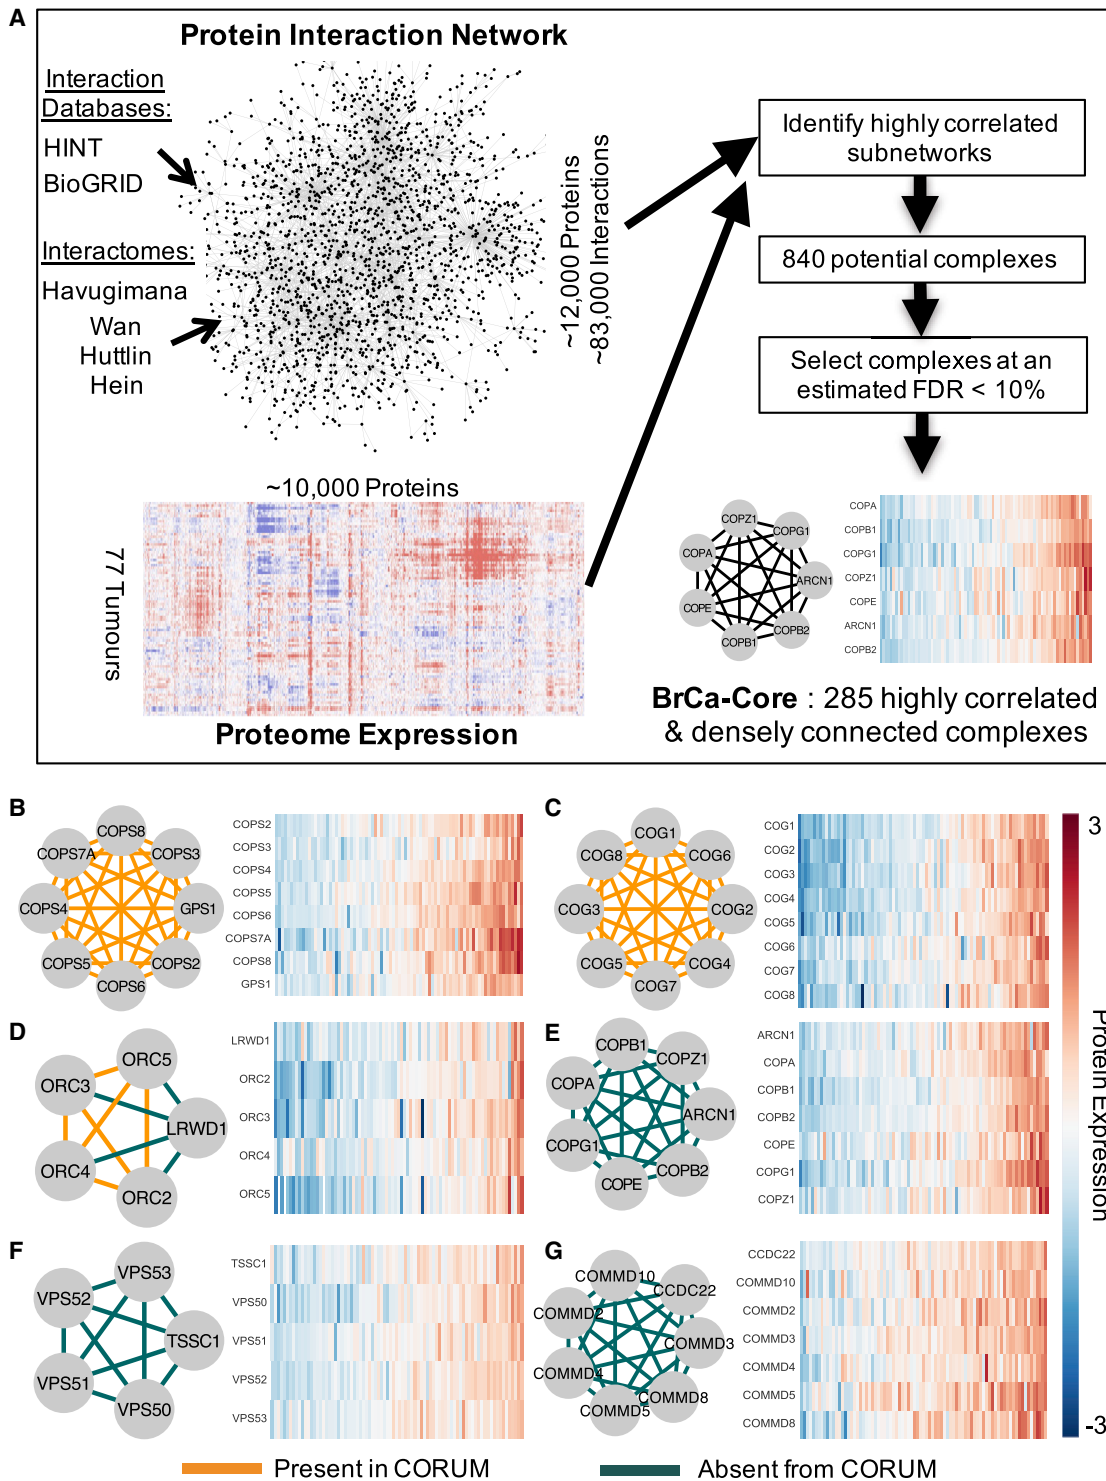 A
Protein Interaction Network
Interaction
Databases:
HINT
BioGRID
Interactomes:
Havugimana
Wan
Huttlin
Hein
~12,000 Proteins
~83,000 Interactions
Identify highly correlated
subnetworks
840 potential complexes
Select complexes at an
estimated FDR < 10%
~10,000 Proteins
77 Tumours
Proteome Expression
COPZ1
COPG1
COPA
ARCN1
COPE
COPB2
COPB1
COPA
COPB1
COPG1
COPZ1
COPE
ARCN1
COPB2
BrCa-Core : 285 highly correlated
& densely connected complexes
B
COPS8
COPS7A
COPS3
COPS4
GPS1
COPS5
COPS2
COPS6
COPS2
COPS3
COPS4
COPS5
COPS6
COPS7A
COPS8
GPS1
C
COG1
COG8
COG6
COG3
COG2
COG5
COG4
COG7
COG1
COG2
COG3
COG4
COG5
COG6
COG7
COG8
3
Protein Expression
-3
D
ORC5
ORC3
LRWD1
ORC4
ORC2
LRWD1
ORC2
ORC3
ORC4
ORC5
E
COPB1
COPZ1
COPA
ARCN1
COPG1
COPB2
COPE
ARCN1
COPA
COPB1
COPB2
COPE
COPG1
COPZ1
F
VPS53
VPS52
TSSC1
VPS51
VPS50
TSSC1
VPS50
VPS51
VPS52
VPS53
G
COMMD10
CCDC22
COMMD2
COMMD3
COMMD4
COMMD8
COMMD5
CCDC22
COMMD10
COMMD2
COMMD3
COMMD4
COMMD5
COMMD8
Present in CORUM
Absent from CORUM